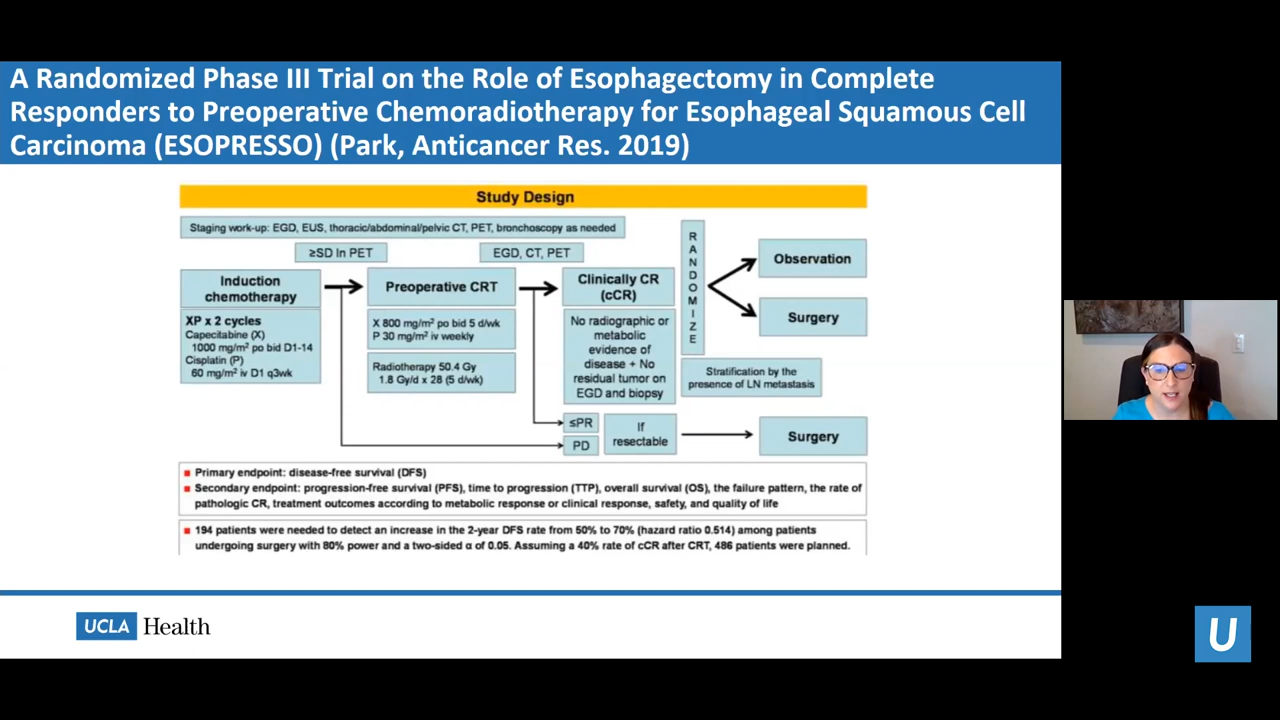 A Randomized Phase III Trial on the Role of Esophagectomy in Complete
Responders to Preoperative Chemoradiotherapy for Esophageal Squamous Cell
Carcinoma (ESOPRESSO) (Park, Anticancer Res. 2019)
Study Design
Staging work-up: EGD, EUS, thoracic/abdominal/pelvic CT, PET, bronchoscopy as needed
≥SD In PET
EGD, CT, PET
Induction
chemotherapy
XP x 2 cycles
Capecitabine (X)
1000 mg/m² po bid D1-14
Cisplatin (P)
60 mg/m² iv D1 q3wk
Preoperative CRT
X 800 mg/m² po bid 5 d/wk
P 30 mg/m² iv weekly
Radiotherapy 50.4 Gy
1.8 Gy/d x 28 (5 d/wk)
Clinically CR
(cCR)
No radiographic or
metabolic
evidence of
disease + No
residual tumor on
EGD and biopsy
RANDOMIZE
Observation
Surgery
Stratification by the
presence of LN metastasis
≤PR
PD
If
resectable
Surgery
Primary endpoint: disease-free survival (DFS)
Secondary endpoint: progression-free survival (PFS), time to progression (TTP), overall survival (OS), the failure pattern, the rate of
pathologic CR, treatment outcomes according to metabolic response or clinical response, safety, and quality of life
194 patients were needed to detect an increase in the 2-year DFS rate from 50% to 70% (hazard ratio 0.514) among patients
undergoing surgery with 80% power and a two-sided α of 0.05. Assuming a 40% rate of cCR after CRT, 486 patients were planned.
UCLA Health
U